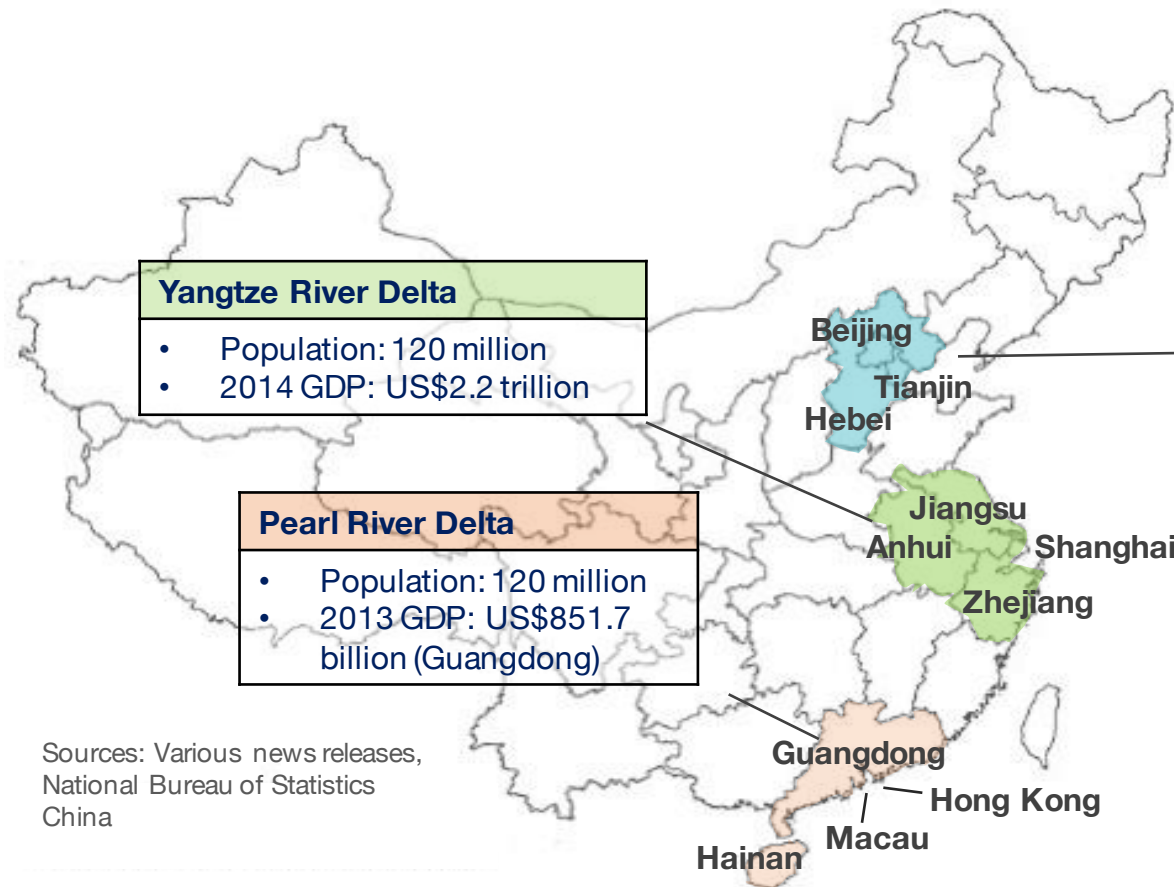 Yangtze River Delta
• Population: 120 million
• 2014 GDP: US$2.2 trillion
Pearl River Delta
• Population: 120 million
• 2013 GDP: US$851.7
billion (Guangdong)
Beijing
Tianjin
Hebei
Jiangsu
Anhui
Shanghai
Zhejiang
Guangdong
Hong Kong
Macau
Hainan
Sources: Various news releases,
National Bureau of Statistics
China